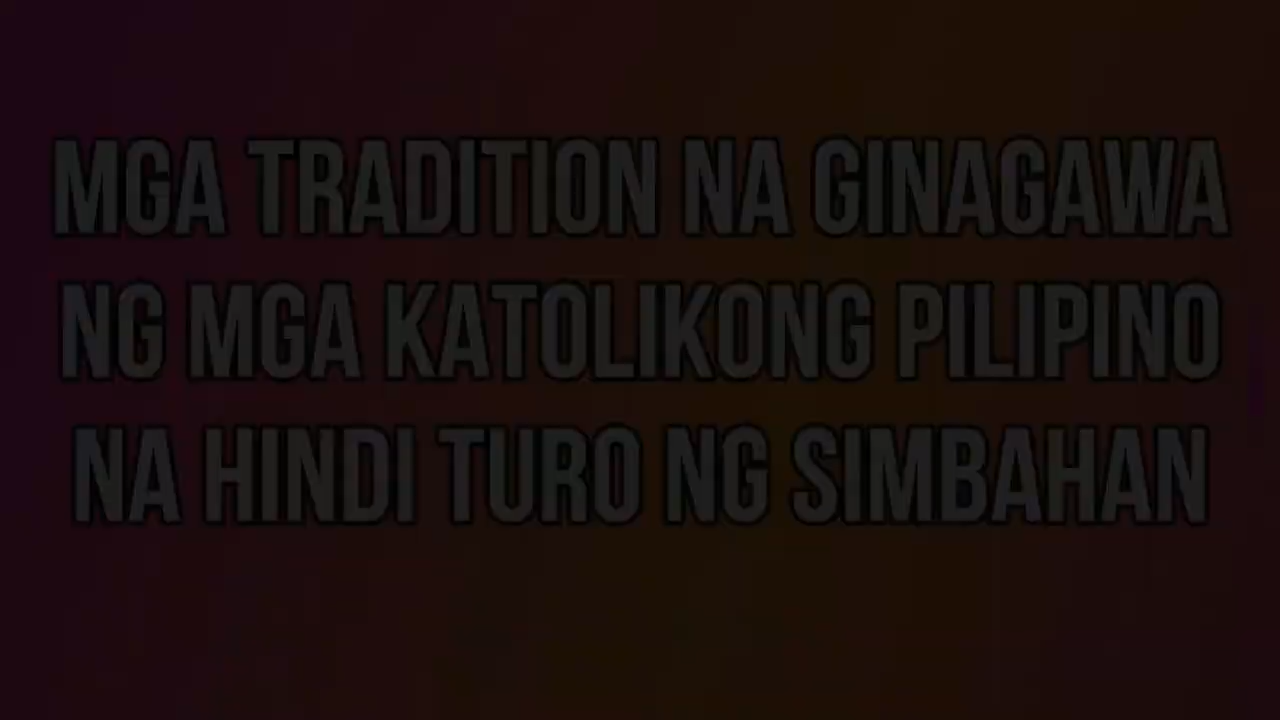 MGA TRADITION NA GINAGAWA
NG MGA KATOLIKONG PILIPINO
NA HINDI TURO NG SIMBAHAN